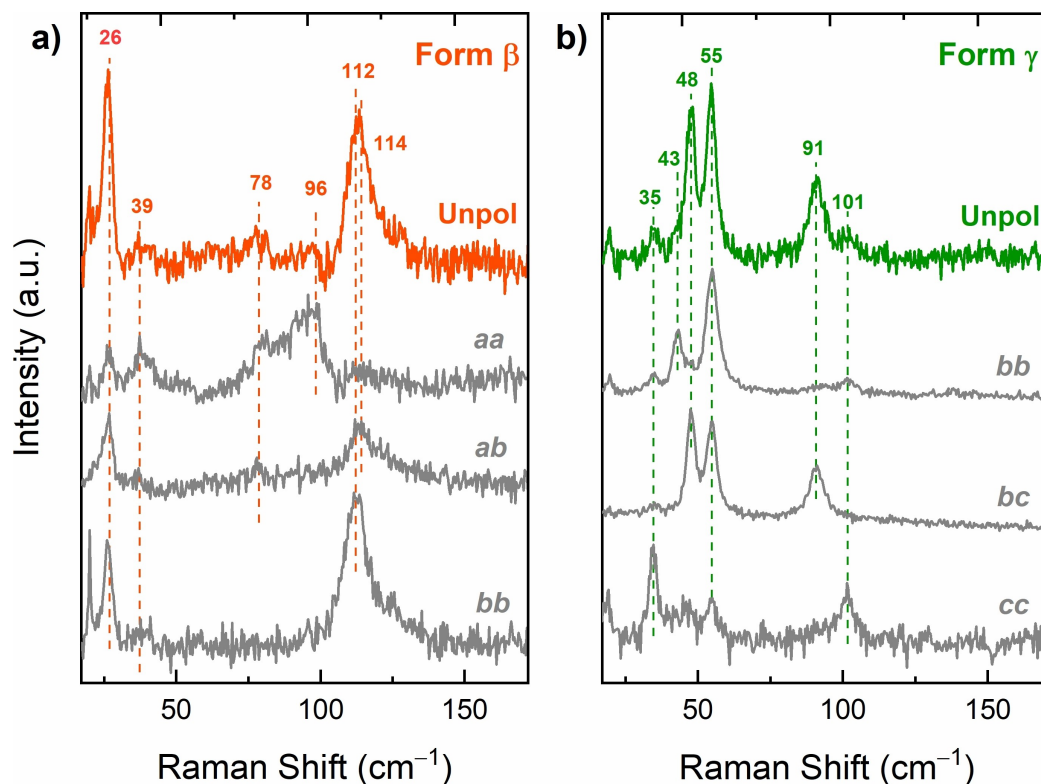 a)
Form β
26
39
78
96
112
114
Unpol
aa
ab
bb
50
100
150
Raman Shift (cm⁻¹)
Intensity (a.u.)
b)
Form γ
35
43
48
55
91
101
Unpol
bb
bc
cc
50
100
150
Raman Shift (cm⁻¹)